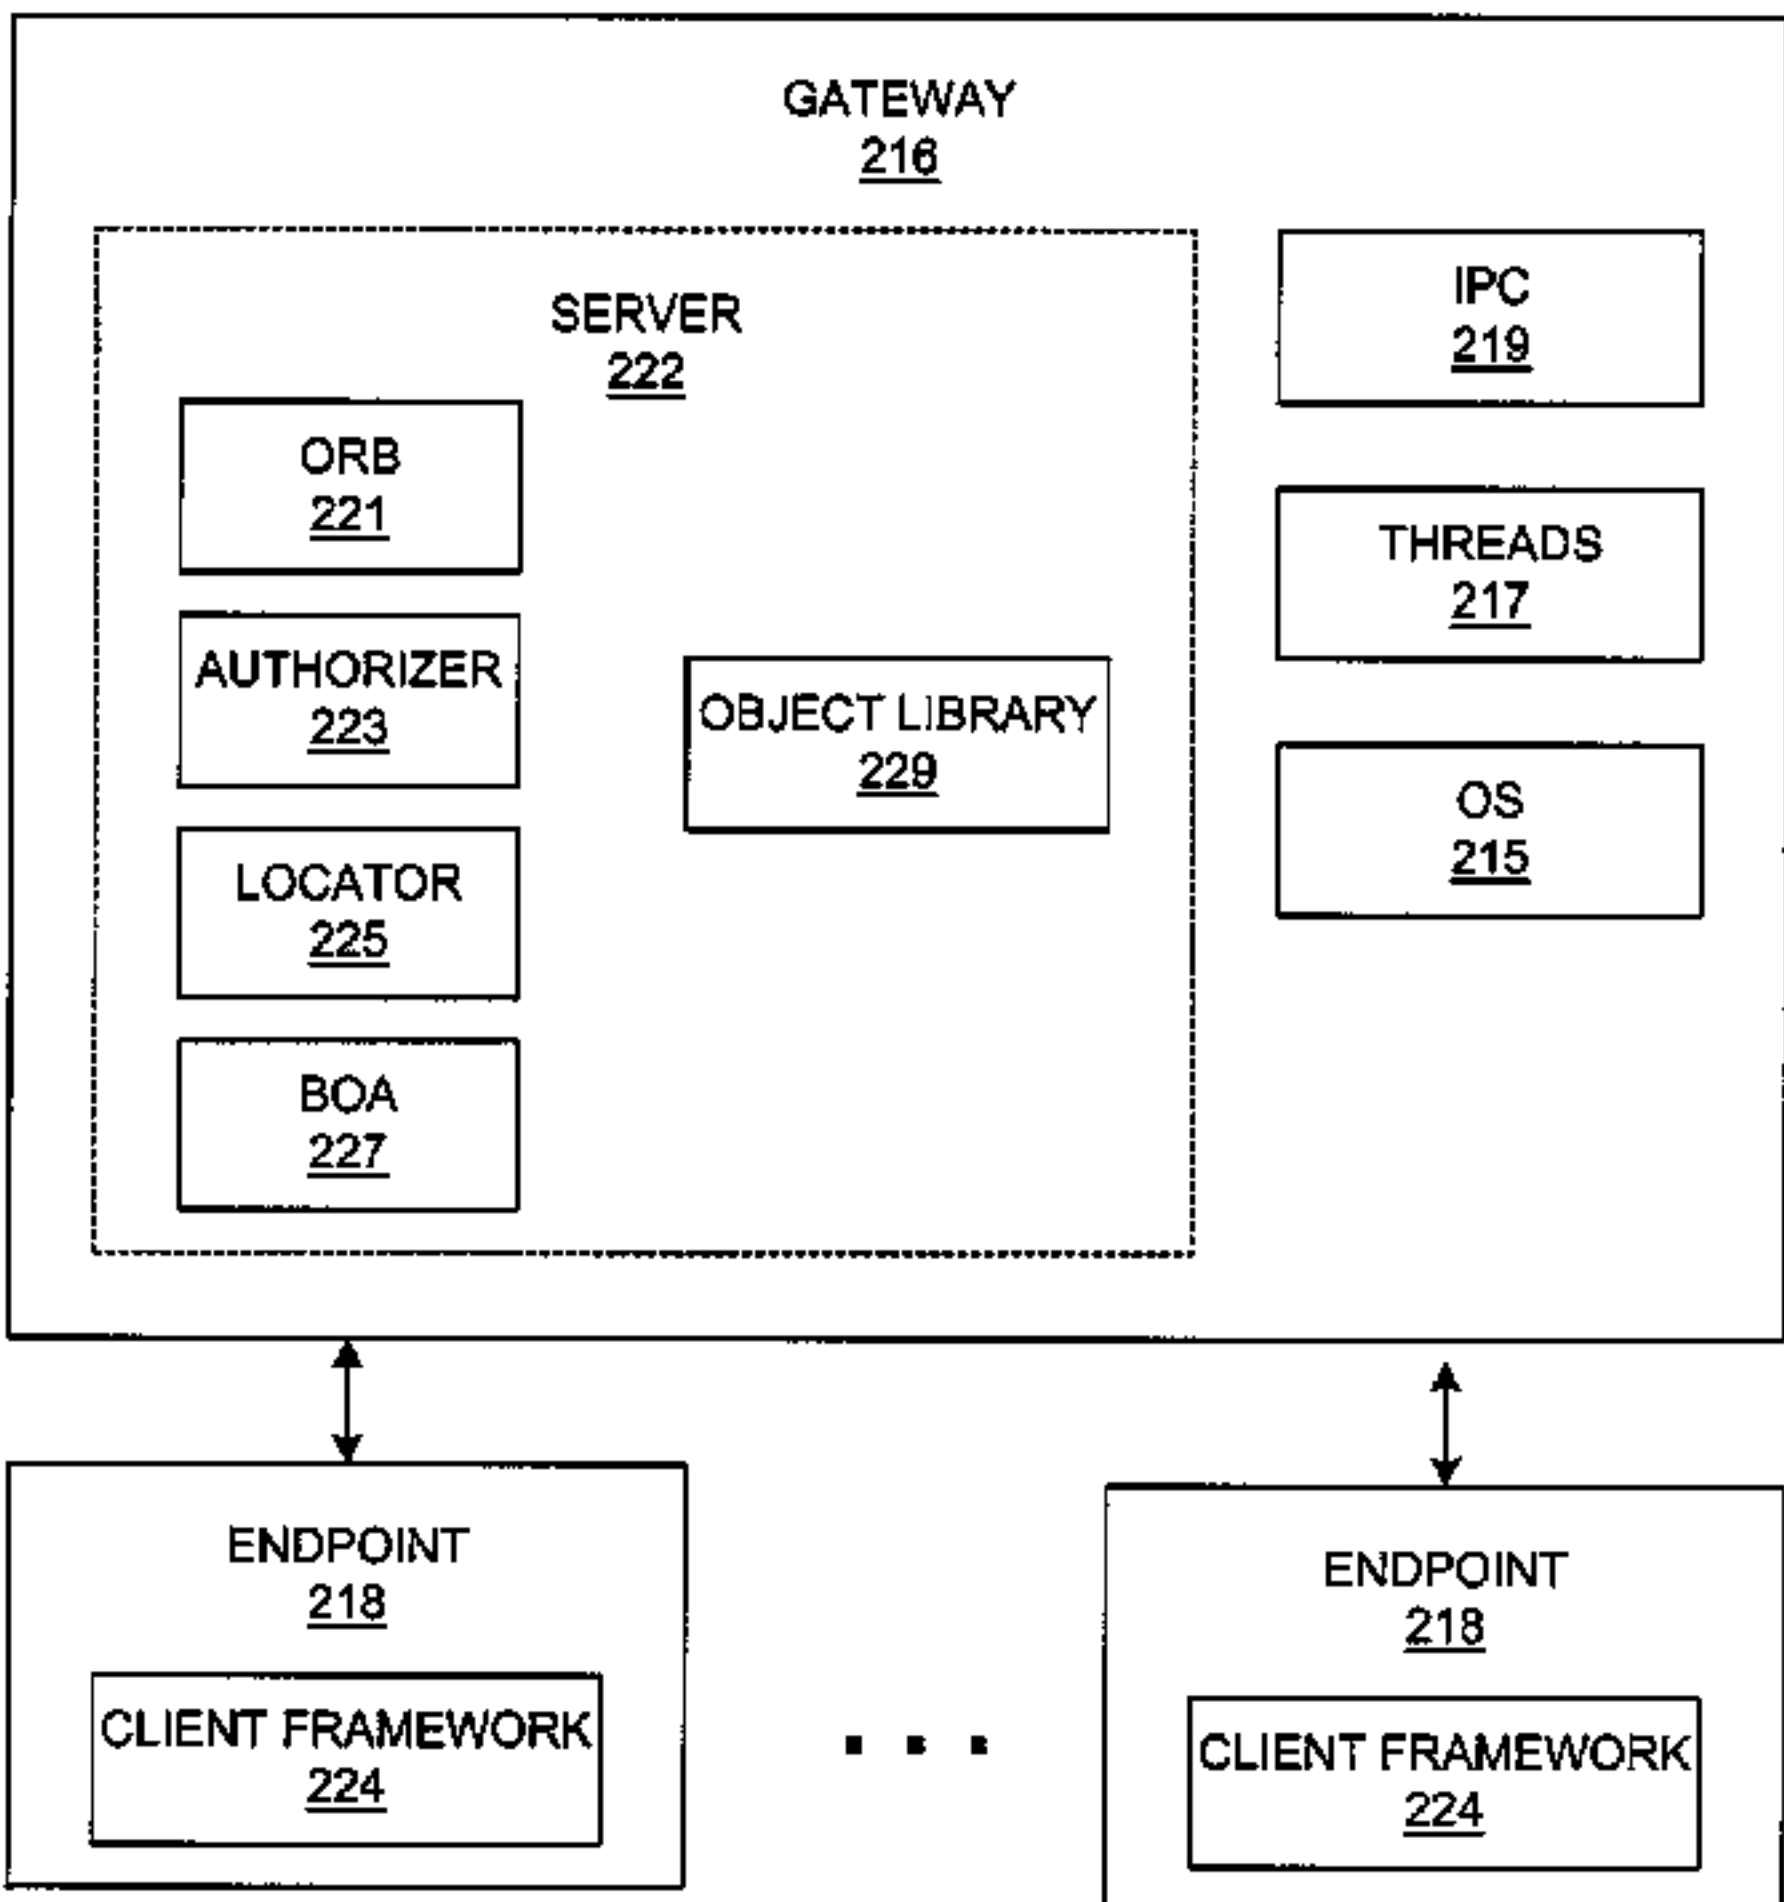 GATEWAY
216
SERVER
222
IPC
219
ORB
221
THREADS
217
AUTHORIZER
223
OBJECT LIBRARY
229
OS
215
LOCATOR
225
BOA
227
ENDPOINT
218
CLIENT FRAMEWORK
224
ENDPOINT
218
CLIENT FRAMEWORK
224